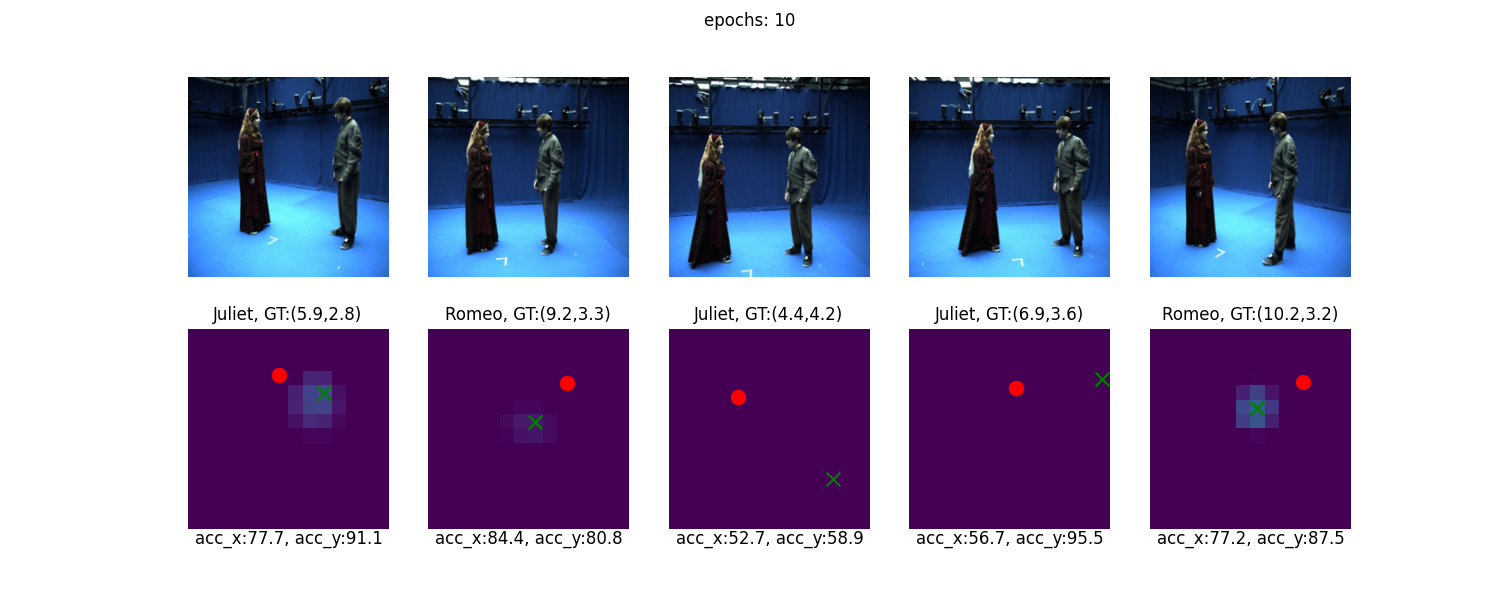 epochs: 10
Juliet, GT:(5.9,2.8)
Romeo, GT:(9.2,3.3)
Juliet, GT:(4.4,4.2)
Juliet, GT:(6.9,3.6)
Romeo, GT:(10.2,3.2)
acc_x:77.7, acc_y:91.1
acc_x:84.4, acc_y:80.8
acc_x:52.7, acc_y:58.9
acc_x:56.7, acc_y:95.5
acc_x:77.2, acc_y:87.5